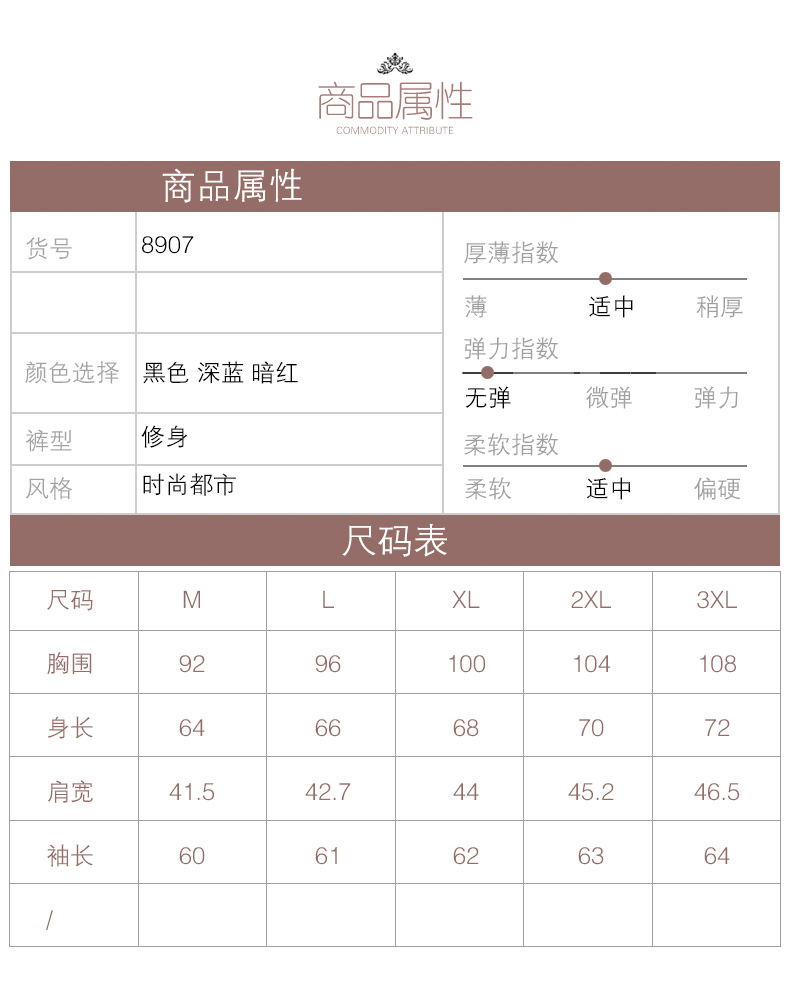 商品属性
COMMODITY ATTRIBUTE
商品属性
货号 8907
颜色选择 黑色 深蓝 暗红
裤型 修身
风格 时尚都市
厚薄指数
薄 适中 稍厚
弹力指数
无弹 微弹 弹力
柔软指数
柔软 适中 偏硬
尺码表
尺码 M L XL 2XL 3XL
胸围 92 96 100 104 108
身长 64 66 68 70 72
肩宽 41.5 42.7 44 45.2 46.5
袖长 60 61 62 63 64
/